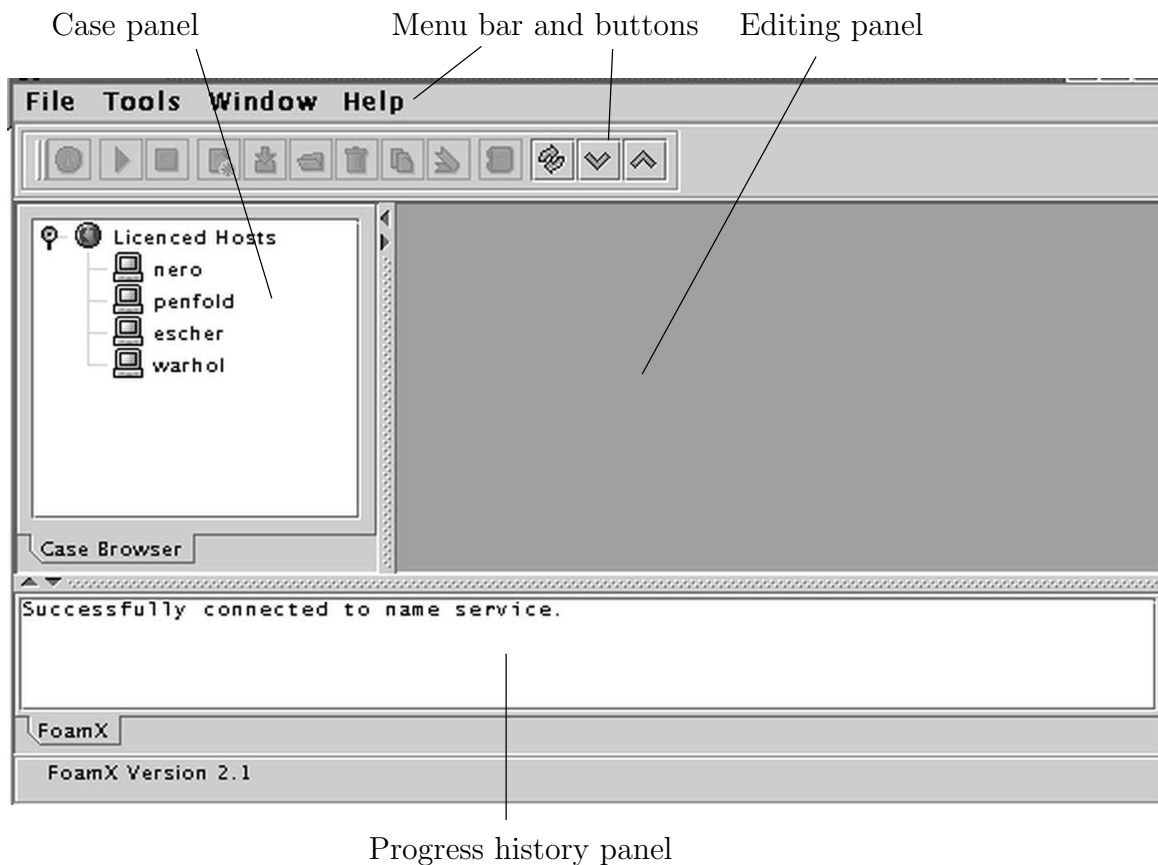 Case panel Menu bar and buttons Editing panel
File Tools Window Help
Licenced Hosts
nero
penfold
escher
warhol
Case Browser
Successfully connected to name service.
FoamX
FoamX Version 2.1
Progress history panel